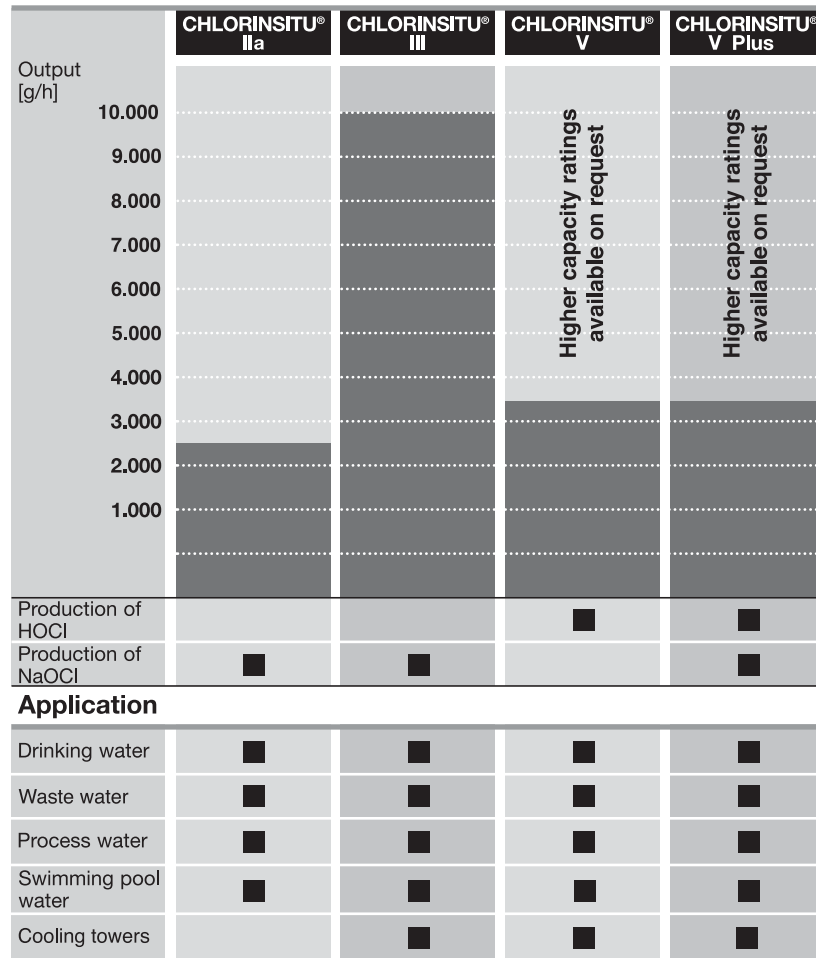 CHLORINSITU®
IIa
CHLORINSITU®
III
CHLORINSITU®
V
CHLORINSITU®
V Plus
Output
[g/h]
10.000
9.000
8.000
7.000
6.000
5.000
4.000
3.000
2.000
1.000
Higher capacity ratings
available on request
Higher capacity ratings
available on request
Production of
HOCl
Production of
NaOCl
Application
Drinking water
Waste water
Process water
Swimming pool
water
Cooling towers